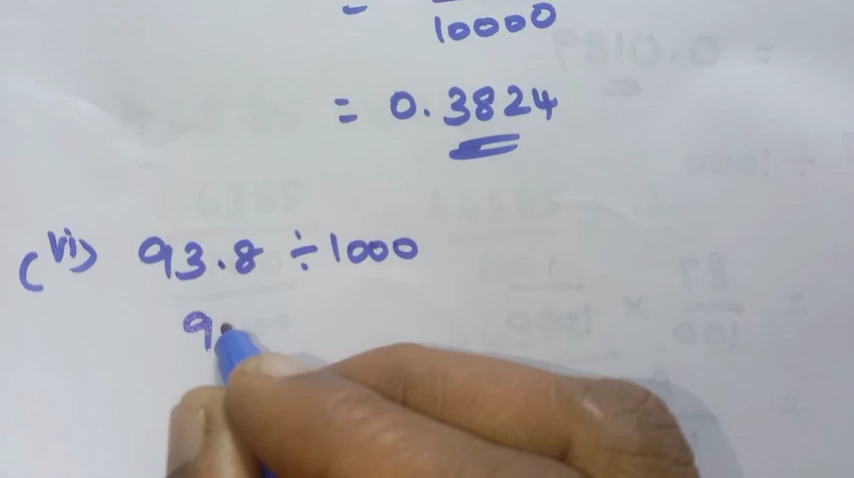 =
10000
= 0.3824
(vi) 93.8 ÷ 1000
9